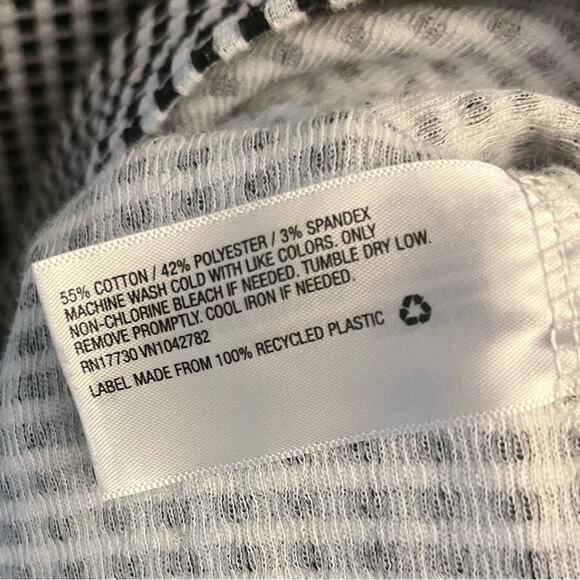 55% COTTON / 42% POLYESTER / 3% SPANDEX
MACHINE WASH COLD WITH LIKE COLORS. ONLY
NON-CHLORINE BLEACH IF NEEDED. TUMBLE DRY LOW.
REMOVE PROMPTLY. COOL IRON IF NEEDED.
RN17730 VN1042782
LABEL MADE FROM 100% RECYCLED PLASTIC